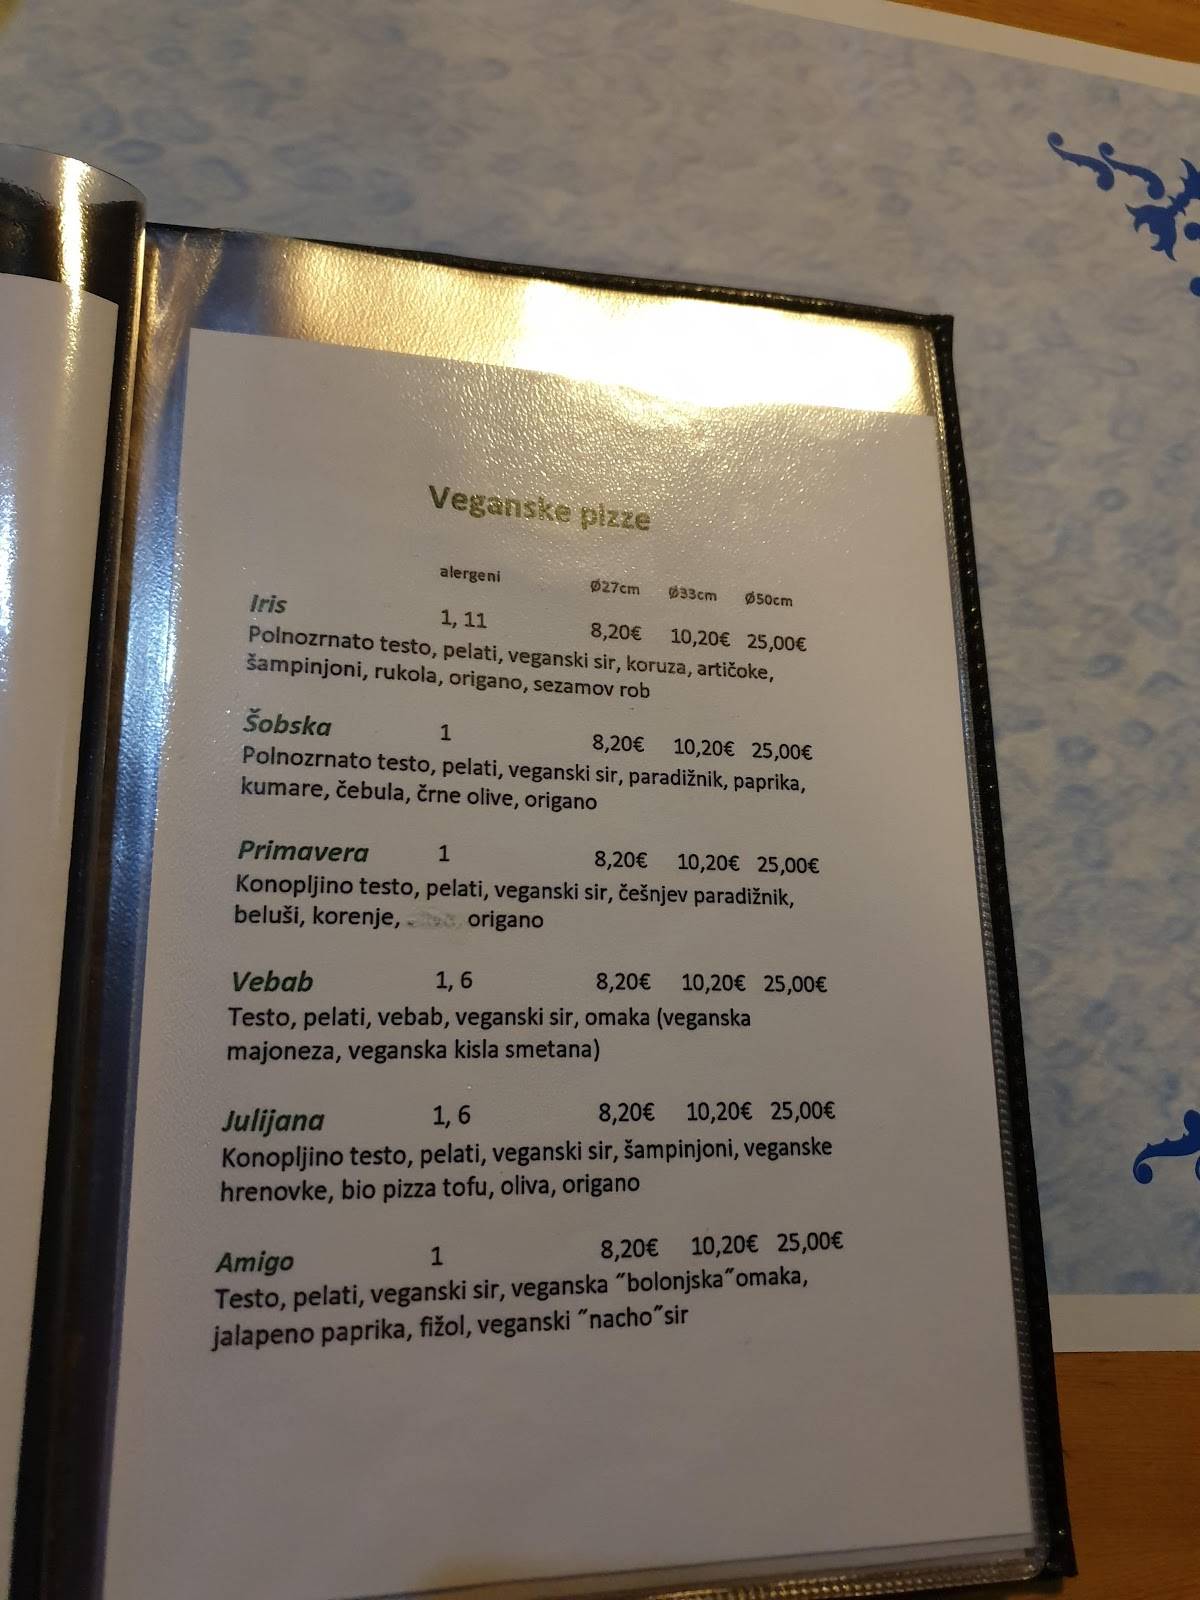 Veganske pizze
alergeni Ø27cm Ø33cm Ø50cm
Iris 1, 11 8,20€ 10,20€ 25,00€
Polnozrnato testo, pelati, veganski sir, koruza, artičoke,
šampinjoni, rukola, origano, sezamov rob
Šobska 1 8,20€ 10,20€ 25,00€
Polnozrnato testo, pelati, veganski sir, paradižnik, paprika,
kumare, čebula, črne olive, origano
Primavera 1 8,20€ 10,20€ 25,00€
Konopljino testo, pelati, veganski sir, češnjev paradižnik,
beluši, korenje, origano
Vebab 1, 6 8,20€ 10,20€ 25,00€
Testo, pelati, vebab, veganski sir, omaka (veganska
majoneza, veganska kisla smetana)
Julijana 1, 6 8,20€ 10,20€ 25,00€
Konopljino testo, pelati, veganski sir, šampinjoni, veganske
hrenovke, bio pizza tofu, oliva, origano
Amigo 1 8,20€ 10,20€ 25,00€
Testo, pelati, veganski sir, veganska ˝bolonjska˝omaka,
jalapeno paprika, fižol, veganski ˝nacho˝sir